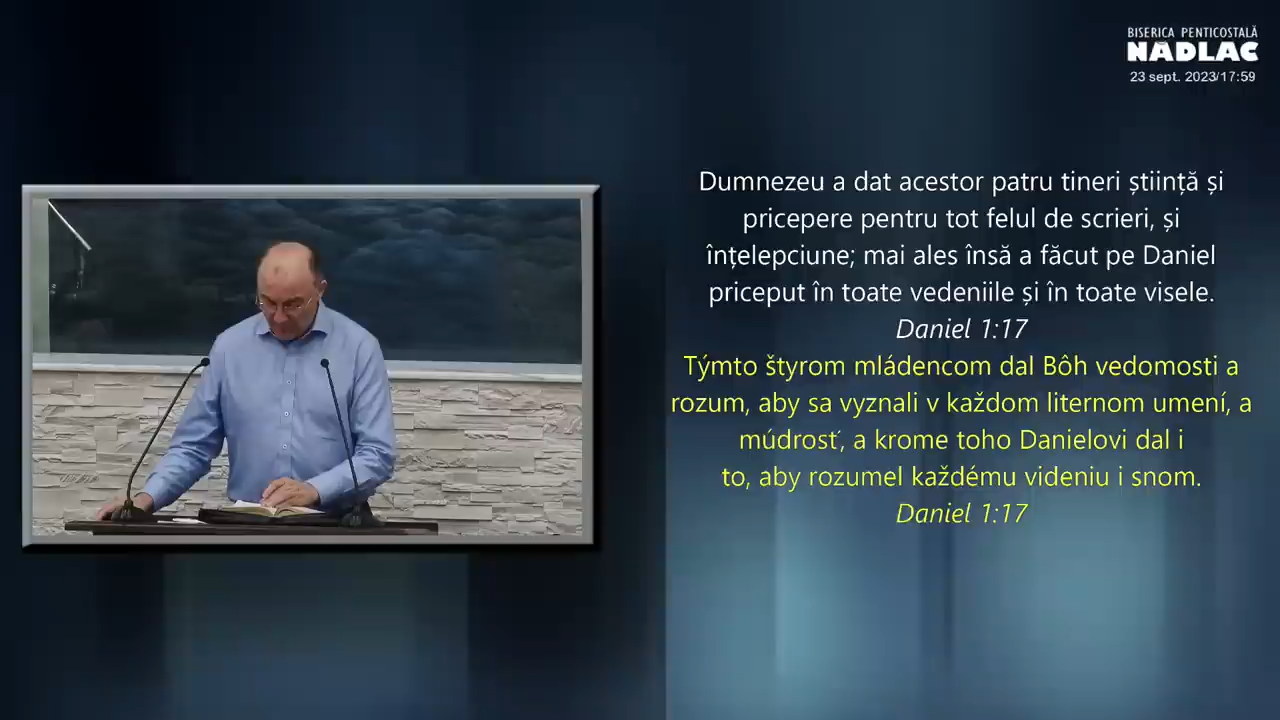 BISERICA PENTICOSTALĂ
NĂDLAC
23 sept. 2023/17:59
Dumnezeu a dat acestor patru tineri știință și
pricepere pentru tot felul de scrieri, și
înțelepciune; mai ales însă a făcut pe Daniel
priceput în toate vedeniile și în toate visele.
Daniel 1:17
Týmto štyrom mládencom dal Bôh vedomosti a
rozum, aby sa vyznali v každom liternom umení, a
múdrosť, a krome toho Danielovi dal i
to, aby rozumel každému videniu i snom.
Daniel 1:17